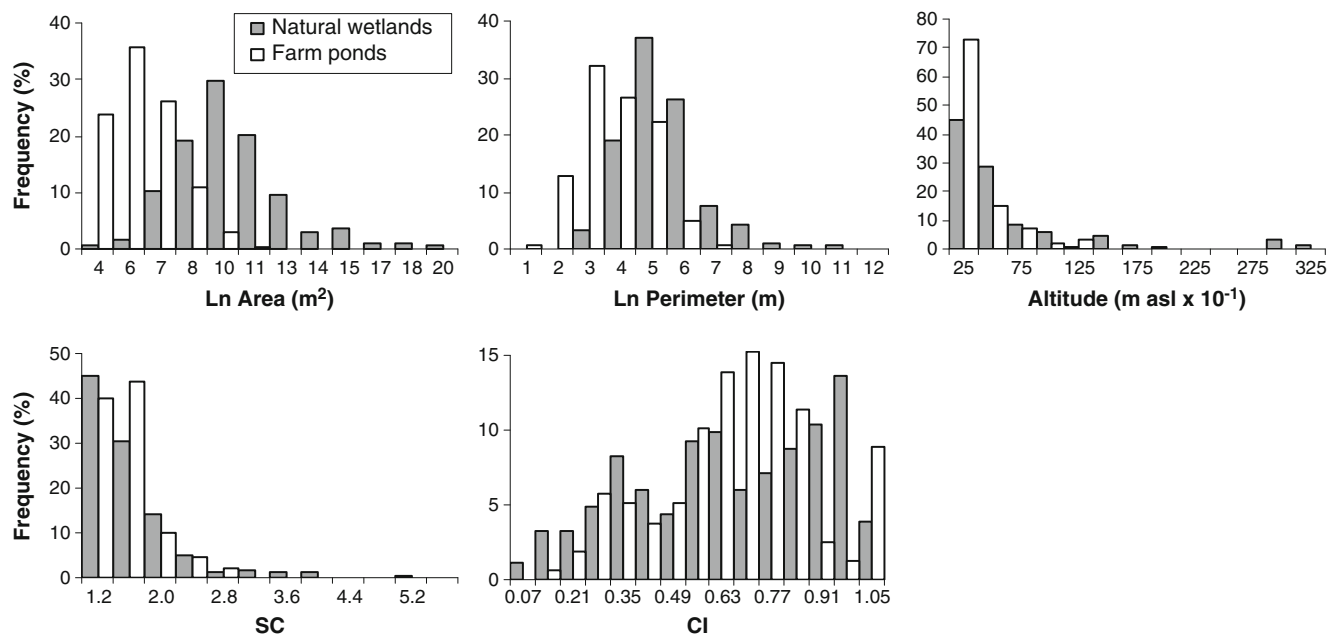 Natural wetlands
Farm ponds
Frequency (%)
40
30
20
10
0
4 6 7 8 10 11 13 14 15 17 18 20
Ln Area (m²)
40
30
20
10
0
1 2 3 4 5 6 7 8 9 10 11 12
Ln Perimeter (m)
80
70
60
50
40
30
20
10
0
25 75 125 175 225 275 325
Altitude (m asl x 10⁻¹)
Frequency (%)
50
40
30
20
10
0
1.2 2.0 2.8 3.6 4.4 5.2
SC
15
10
5
0
0.07 0.21 0.35 0.49 0.63 0.77 0.91 1.05
CI